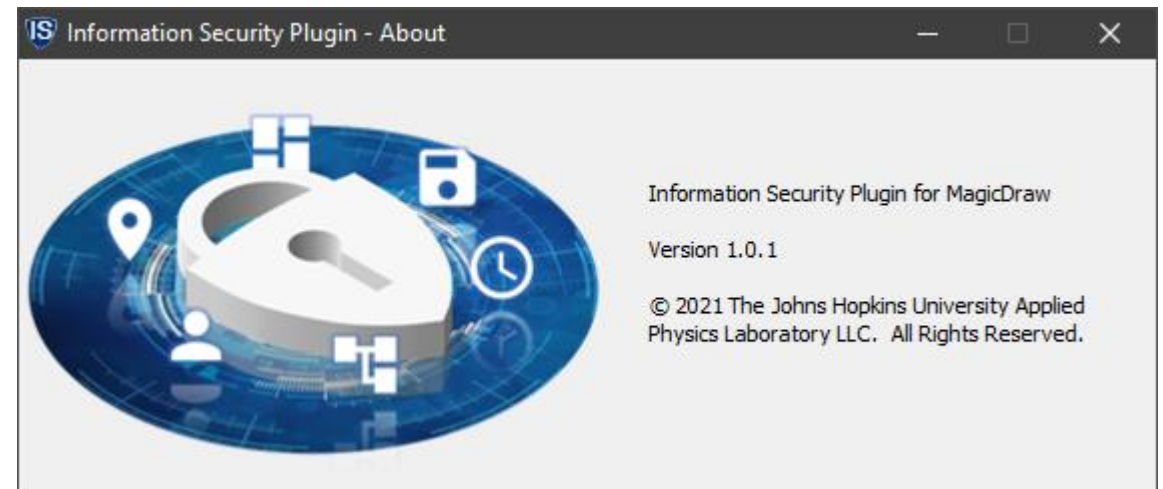 IS Information Security Plugin - About
Information Security Plugin for MagicDraw
Version 1.0.1
© 2021 The Johns Hopkins University Applied
Physics Laboratory LLC. All Rights Reserved.